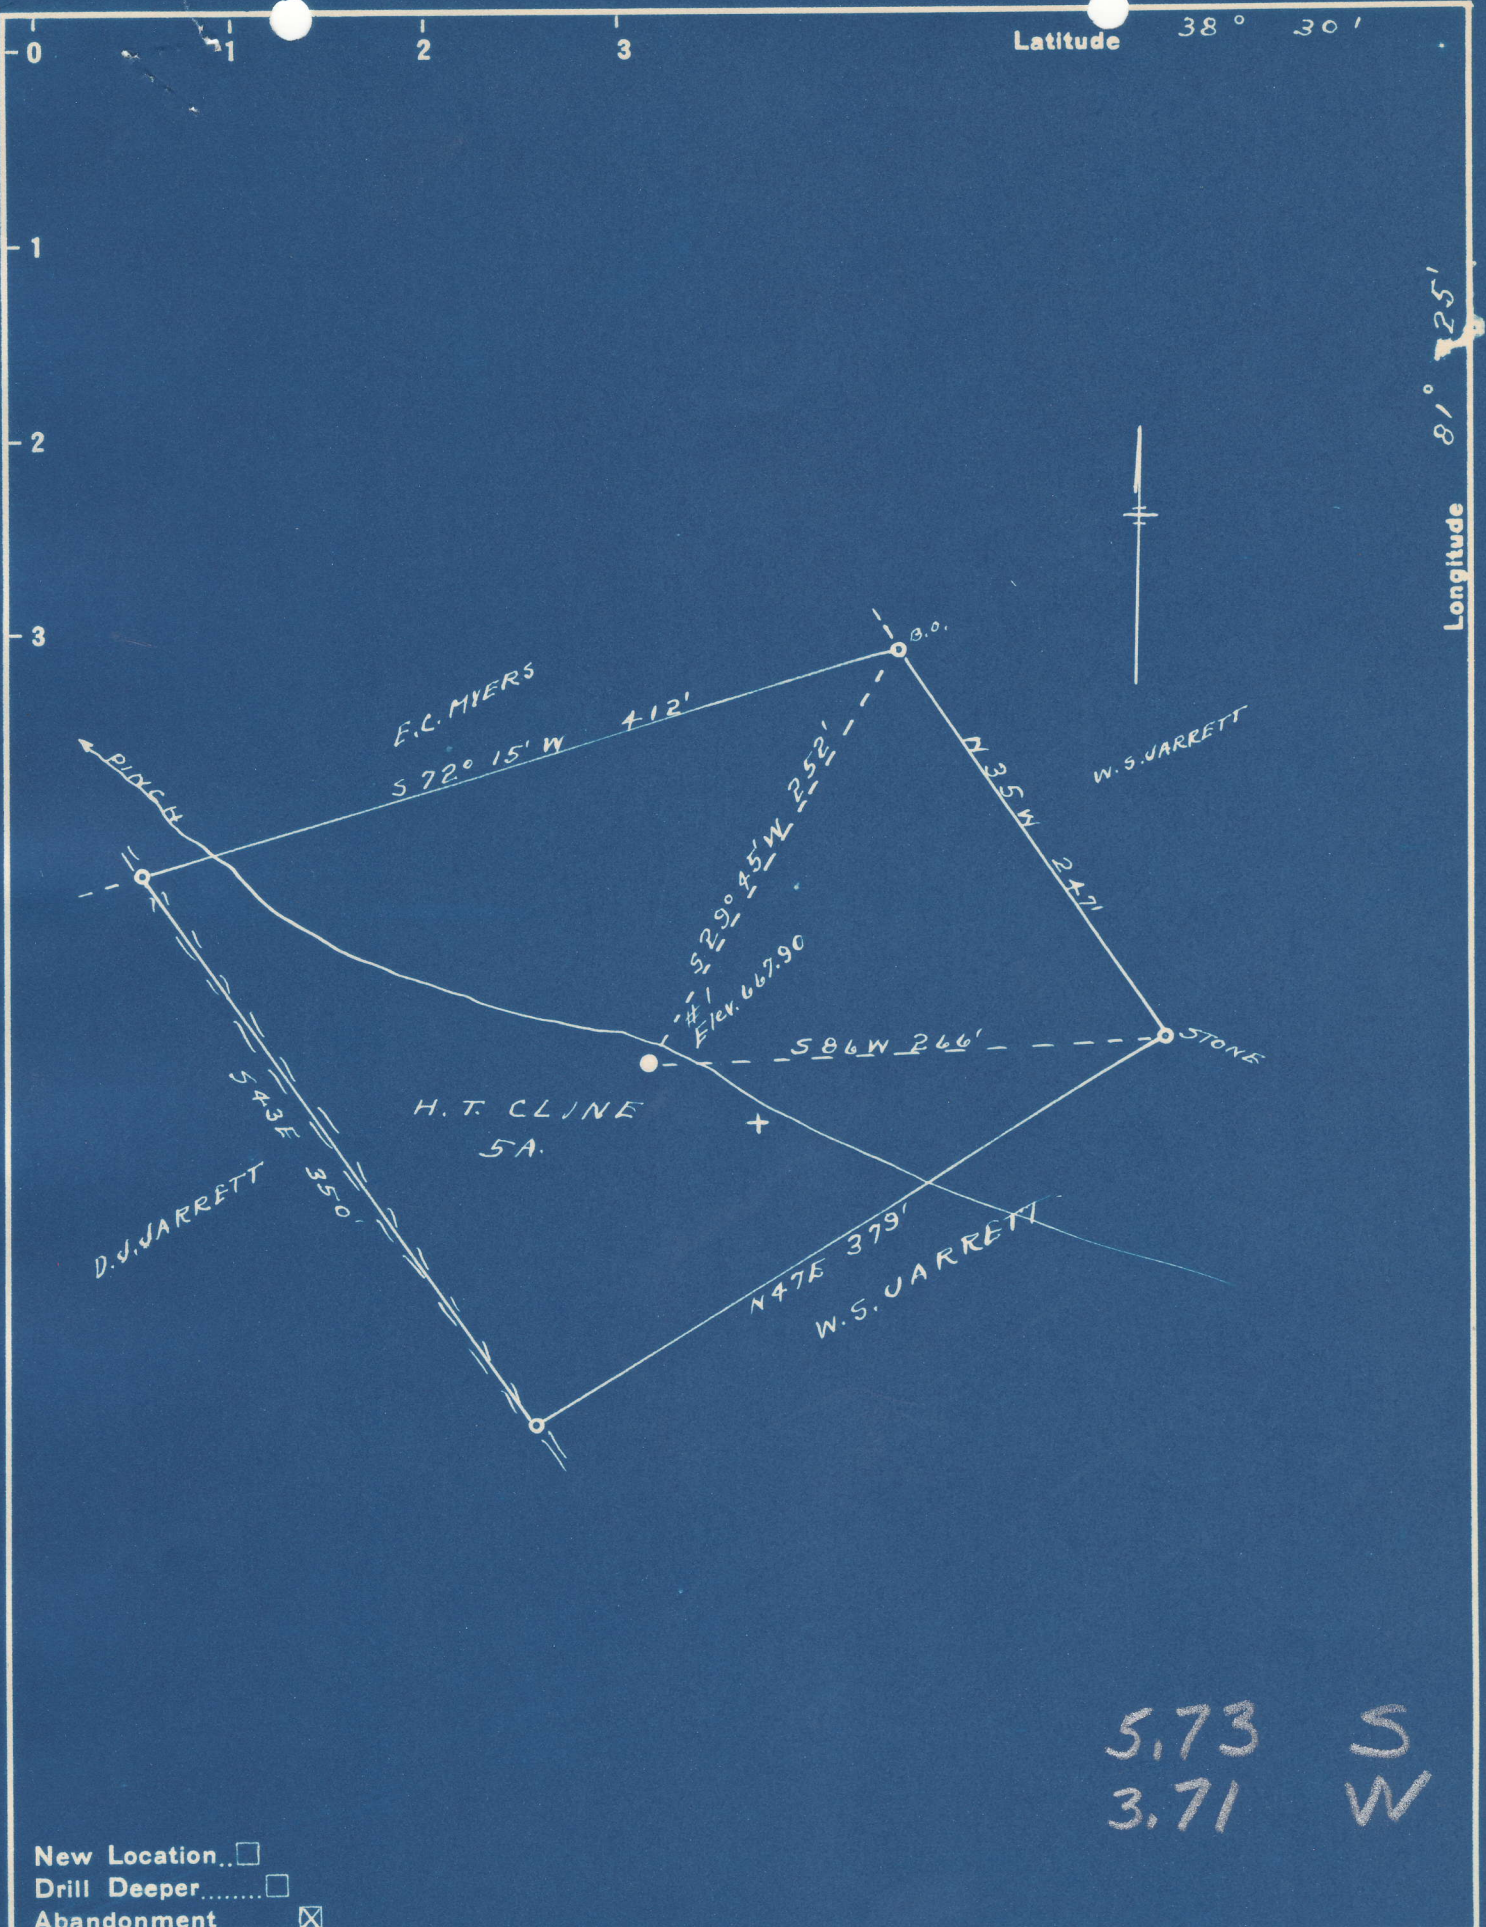 0 1 2 3
Latitude 38° 30'
1
2
3
81° 25'
Longitude
B.O.
E.C. MYERS
412'
S 72° 15' W
PINCH
W. S. JARRETT
N 35 W 247'
S 29° 45' W 252'
#1
Elev. 667.90
S 86 W 266'
STONE
H. T. CLINE
5A.
S 43 E 350'
D. J. JARRETT
N 47 E 379'
W. S. JARRETT
5.73 S
3.71 W
New Location..
Drill Deeper........
Abandonment